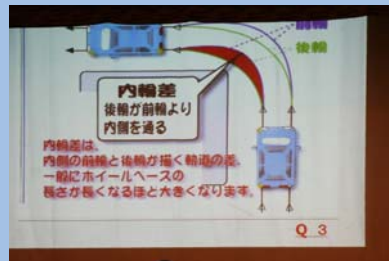 前輪
後輪
内輪差
後輪が前輪より
内側を通る
内輪差は、
内側の前輪と後輪が描く軌道の差。
一般にホイールベースの
長さが長くなるほど大きくなります。
Q 3